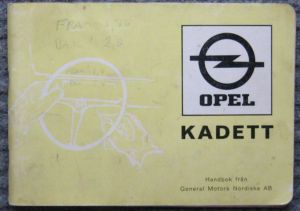 OPEL
KADETT
Handbok från
General Motors Nordiska AB